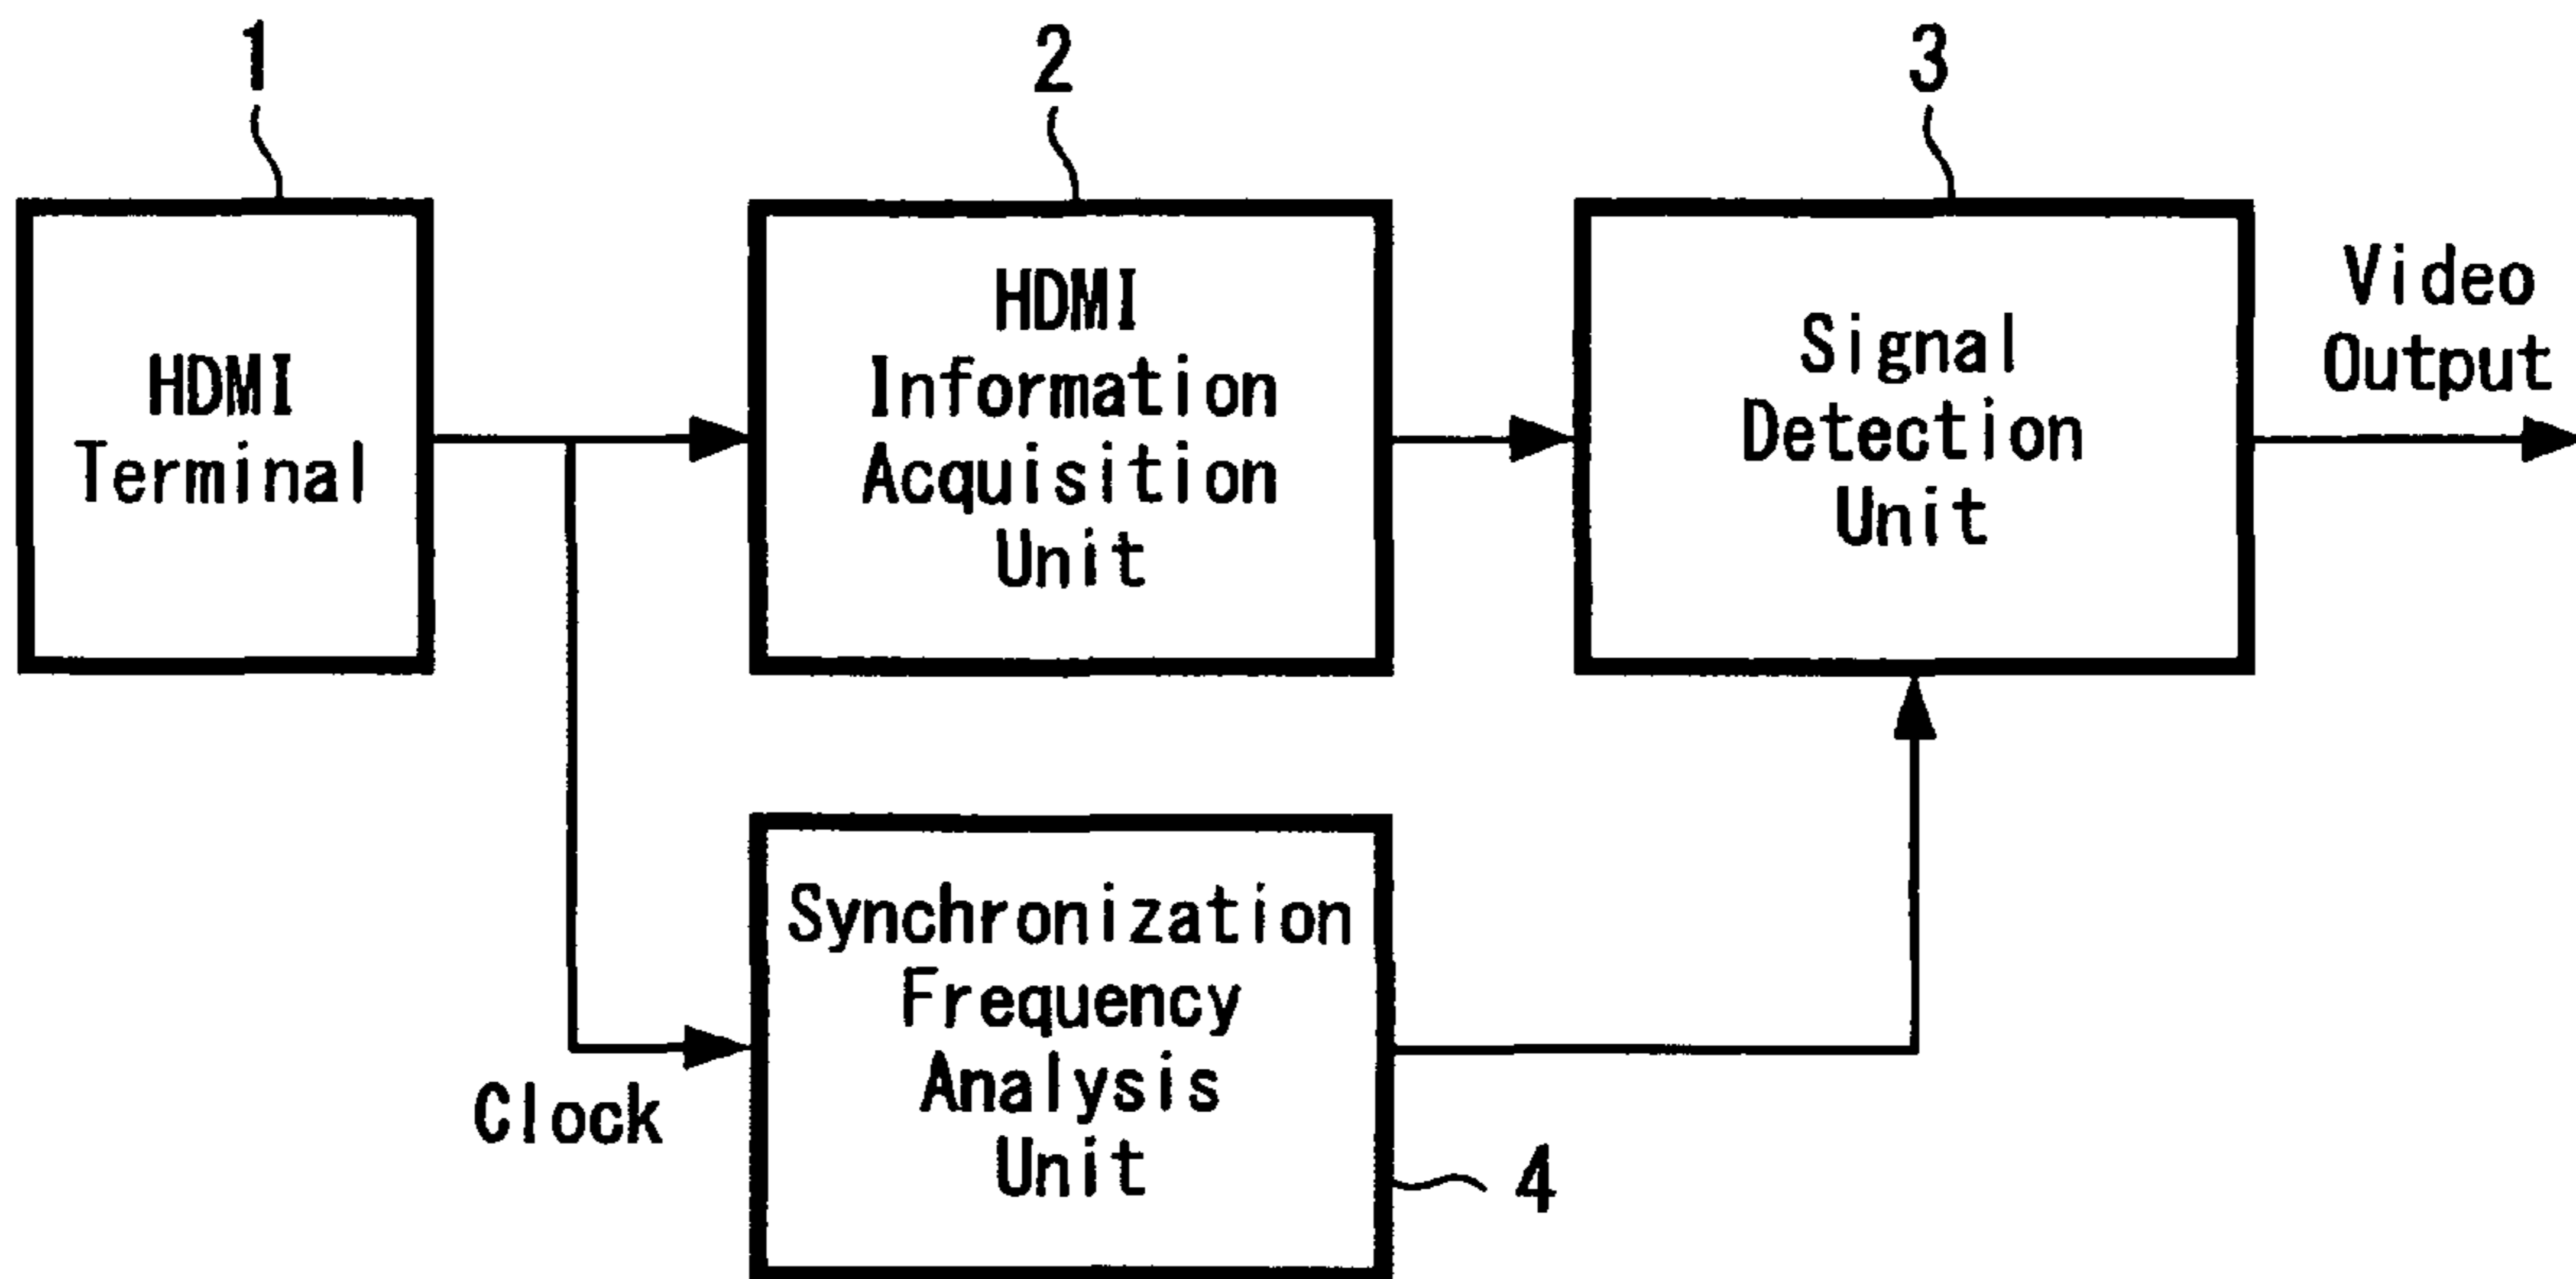 1
2
3
HDMI
Terminal
HDMI
Information
Acquisition
Unit
Signal
Detection
Unit
Video
Output
Clock
Synchronization
Frequency
Analysis
Unit
4